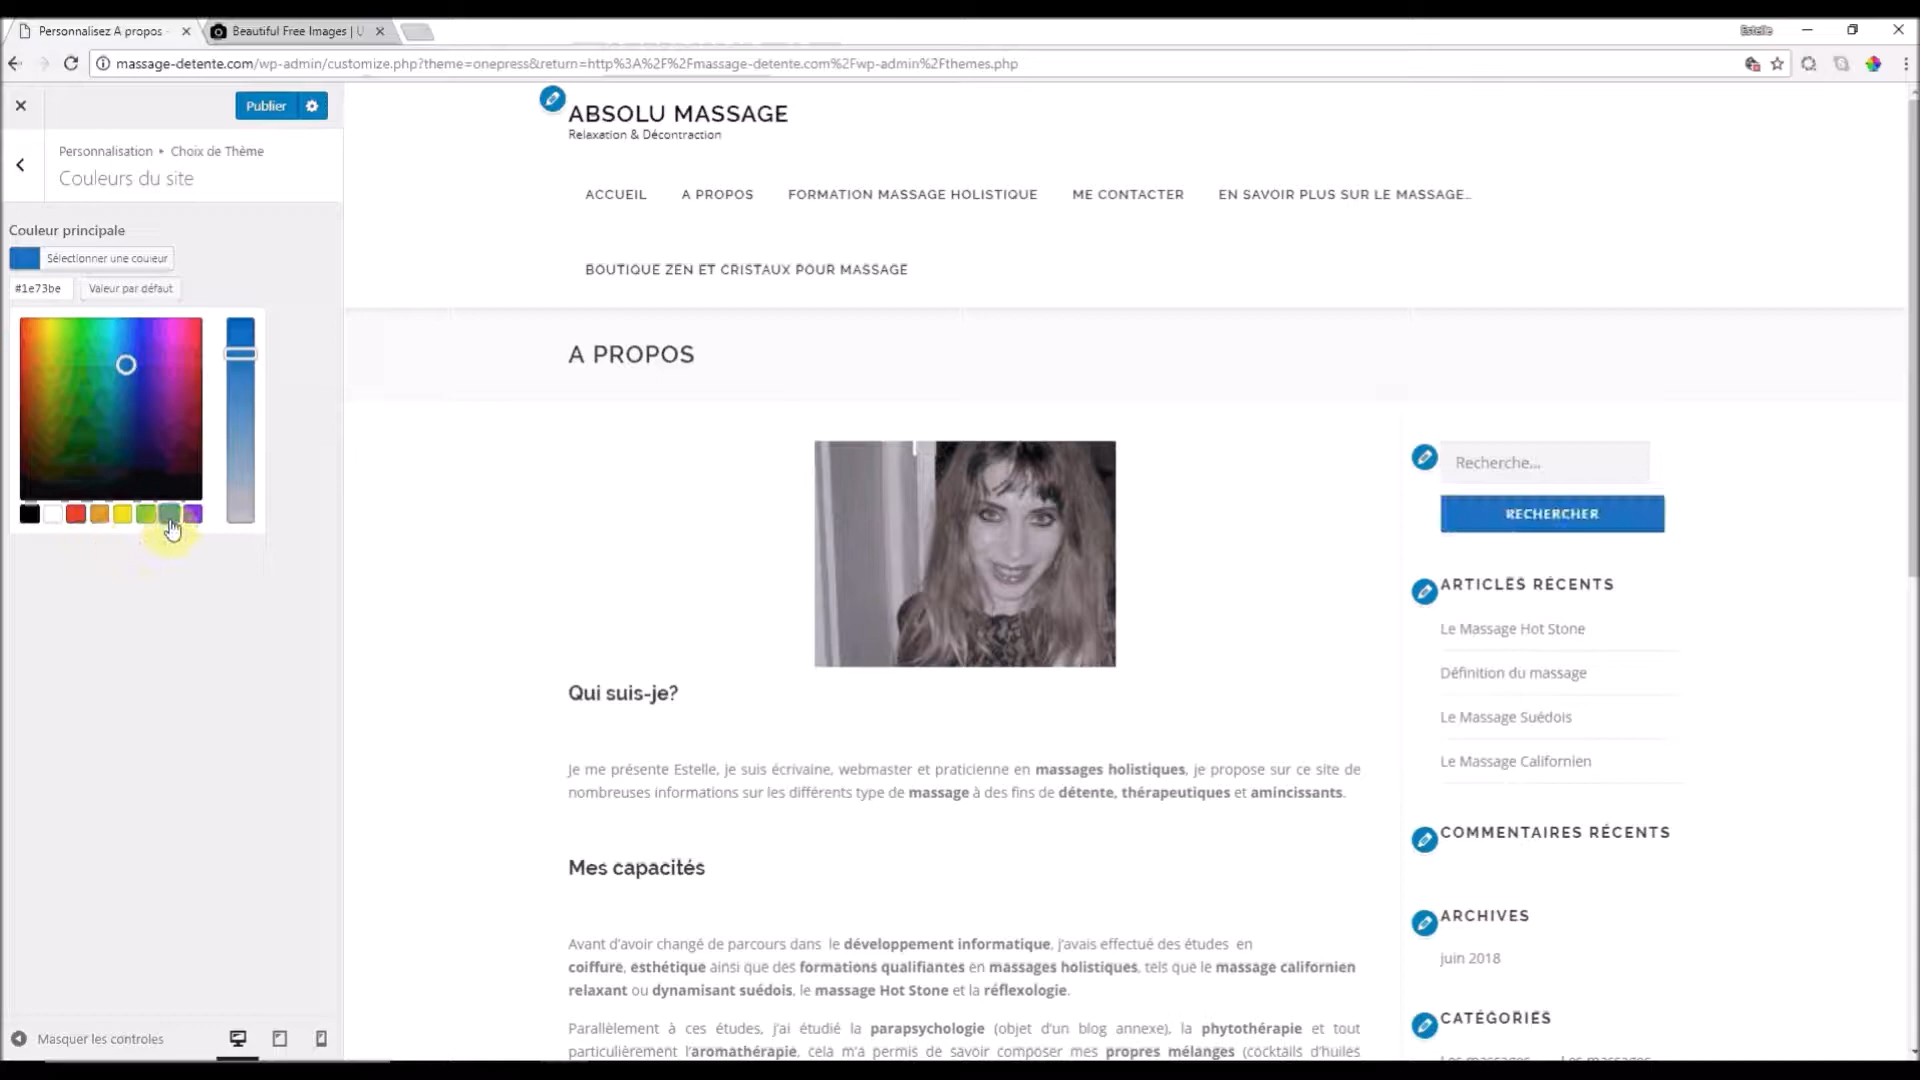 Personnalisez A propos
Beautiful Free Images | U
Estelle
massage-detente.com/wp-admin/customize.php?theme=onepress&return=http%3A%2F%2Fmassage-detente.com%2Fwp-admin%2Fthemes.php
Publier
Personnalisation ▸ Choix de Thème
Couleurs du site
Couleur principale
Sélectionner une couleur
#1e73be
Valeur par défaut
Masquer les controles
ABSOLU MASSAGE
Relaxation & Décontraction
ACCUEIL A PROPOS FORMATION MASSAGE HOLISTIQUE ME CONTACTER EN SAVOIR PLUS SUR LE MASSAGE…
BOUTIQUE ZEN ET CRISTAUX POUR MASSAGE
A PROPOS
Qui suis-je?
Je me présente Estelle, je suis écrivaine, webmaster et praticienne en massages holistiques, je propose sur ce site de
nombreuses informations sur les différents type de massage à des fins de détente, thérapeutiques et amincissants.
Mes capacités
Avant d’avoir changé de parcours dans le développement informatique, j’avais effectué des études en
coiffure, esthétique ainsi que des formations qualifiantes en massages holistiques, tels que le massage californien
relaxant ou dynamisant suédois, le massage Hot Stone et la réflexologie.
Parallèlement à ces études, j’ai étudié la parapsychologie (objet d’un blog annexe), la phytothérapie et tout
particulièrement l’aromathérapie, cela m’a permis de savoir composer mes propres mélanges (cocktails d’huiles
Recherche…
RECHERCHER
ARTICLES RÉCENTS
Le Massage Hot Stone
Définition du massage
Le Massage Suédois
Le Massage Californien
COMMENTAIRES RÉCENTS
ARCHIVES
juin 2018
CATÉGORIES